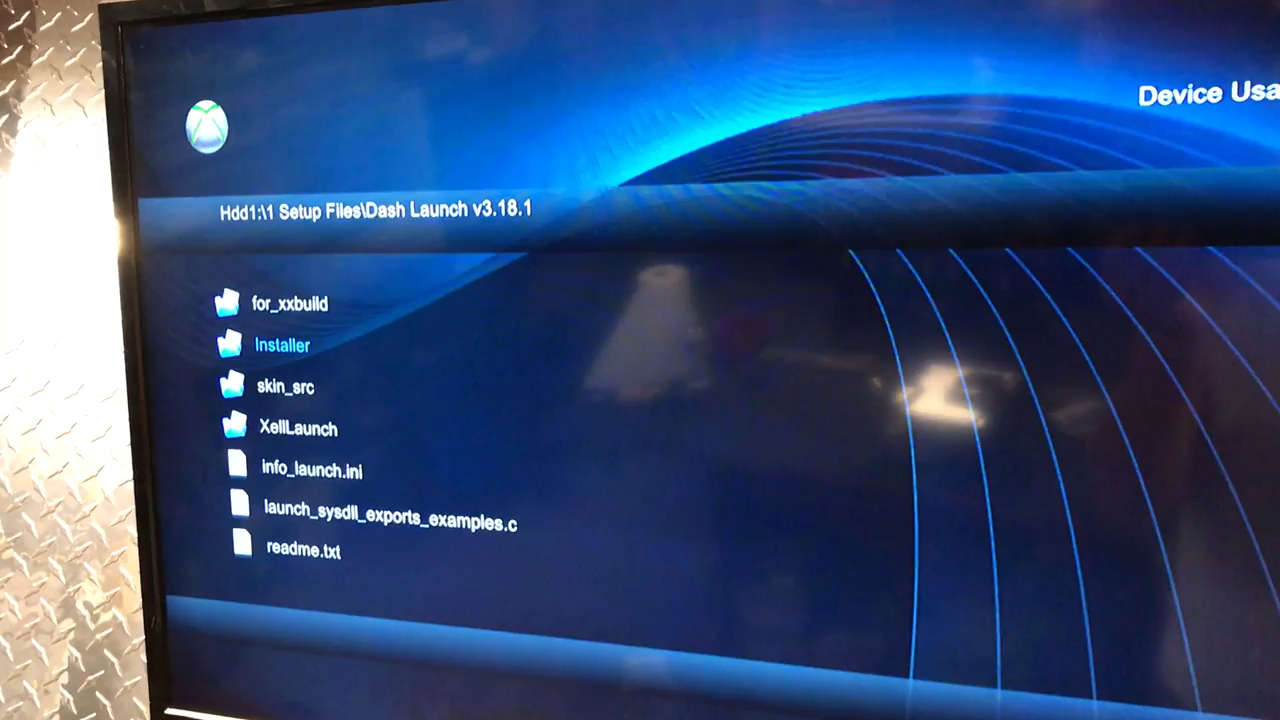 Device Usa
Hdd1:\1 Setup Files\Dash Launch v3.18.1
for_xxbuild
Installer
skin_src
XellLaunch
info_launch.ini
launch_sysdll_exports_examples.c
readme.txt